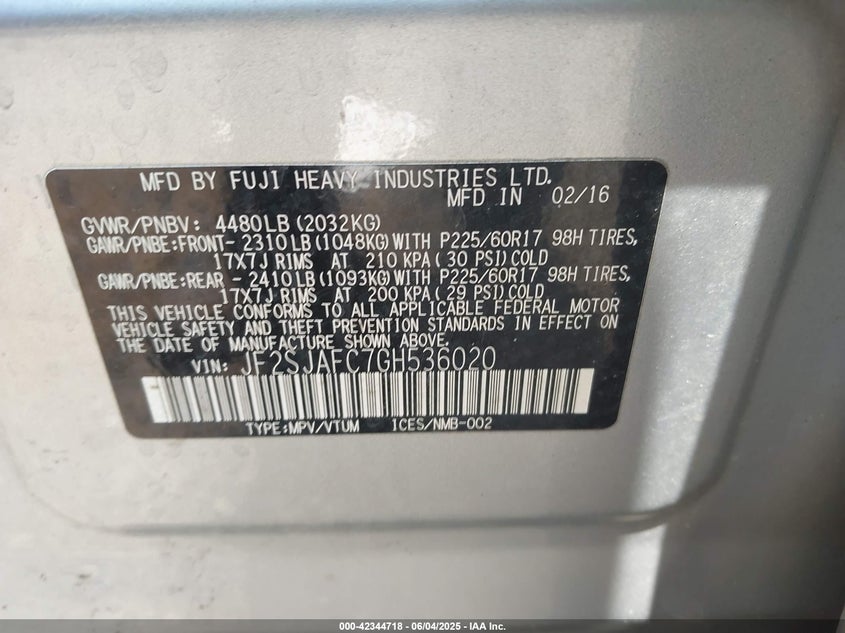 MFD BY FUJI HEAVY INDUSTRIES LTD.
MFD IN 02/16
GVWR/PNBV: 4480LB (2032KG)
GAWR/PNBE:FRONT- 2310LB (1048KG) WITH P225/60R17 98H TIRES,
17X7J RIMS AT 210 KPA ( 30 PSI) COLD
GAWR/PNBE:REAR - 2410LB (1093KG) WITH P225/60R17 98H TIRES,
17X7J RIMS AT 200 KPA (29 PSI) COLD
THIS VEHICLE CONFORMS TO ALL APPLICABLE FEDERAL MOTOR
VEHICLE SAFETY AND THEFT PREVENTION STANDARDS IN EFFECT ON
THE DATE OF MANUFACTURE SHOWN ABOVE.
VIN: JF2SJAFC7GH536020
TYPE:MPV/VTUM ICES/NMB-002
000-42344718 - 06/04/2025 - IAA Inc.